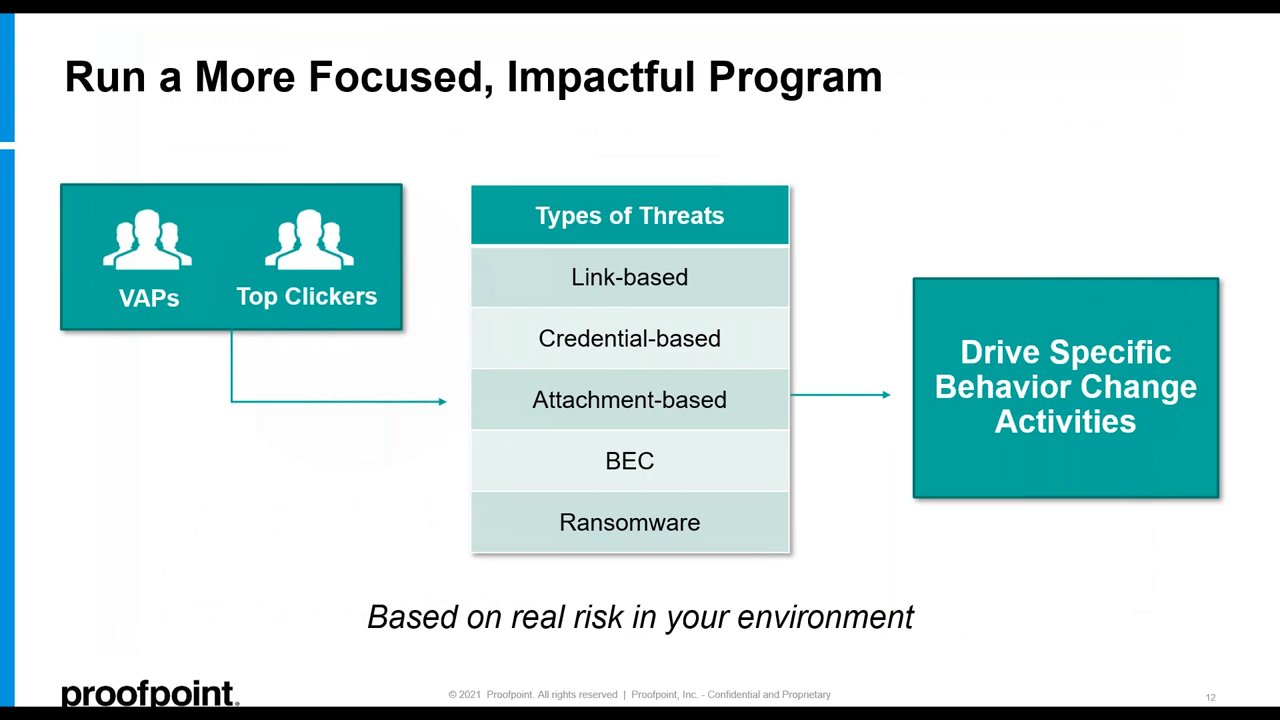 Run a More Focused, Impactful Program
VAPs
Top Clickers
Types of Threats
Link-based
Credential-based
Attachment-based
BEC
Ransomware
Drive Specific
Behavior Change
Activities
Based on real risk in your environment
proofpoint.
© 2021 Proofpoint. All rights reserved | Proofpoint, Inc. - Confidential and Proprietary
12